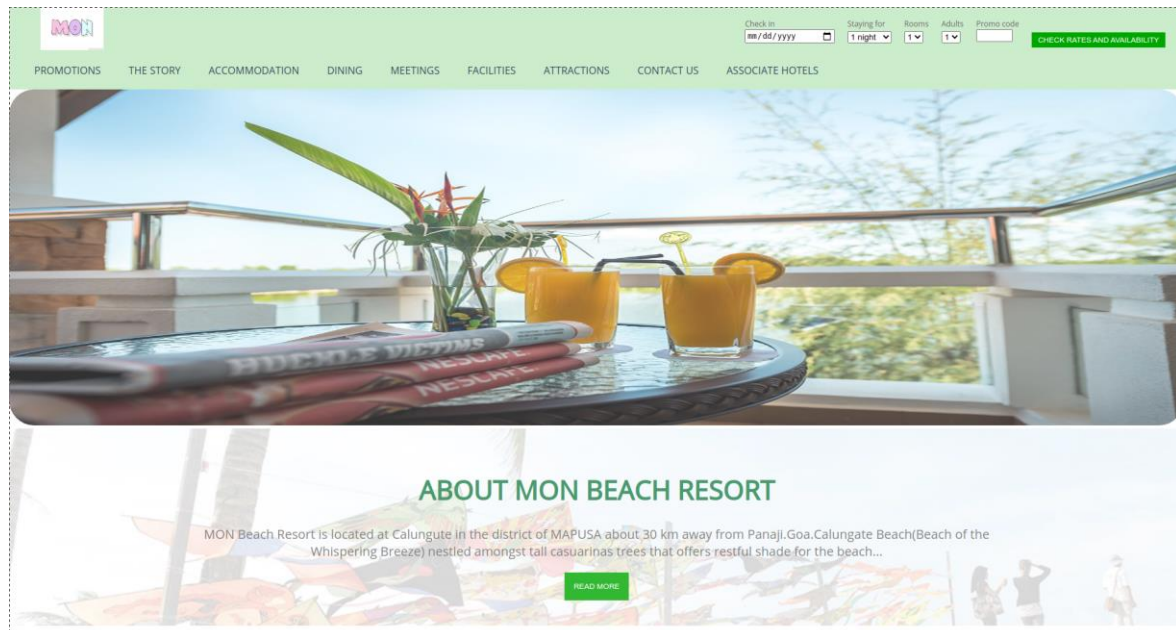 MON
Check in
Staying for
Rooms
Adults
Promo code
mm/dd/yyyy
1 night
1
1
CHECK RATES AND AVAILABILITY
PROMOTIONS THE STORY ACCOMMODATION DINING MEETINGS FACILITIES ATTRACTIONS CONTACT US ASSOCIATE HOTELS
BUCKLE VICTIMS
NESCAFE
NESCAFE
ABOUT MON BEACH RESORT
MON Beach Resort is located at Calungute in the district of MAPUSA about 30 km away from Panaji.Goa.Calungate Beach(Beach of the
Whispering Breeze) nestled amongst tall casuarinas trees that offers restful shade for the beach...
READ MORE